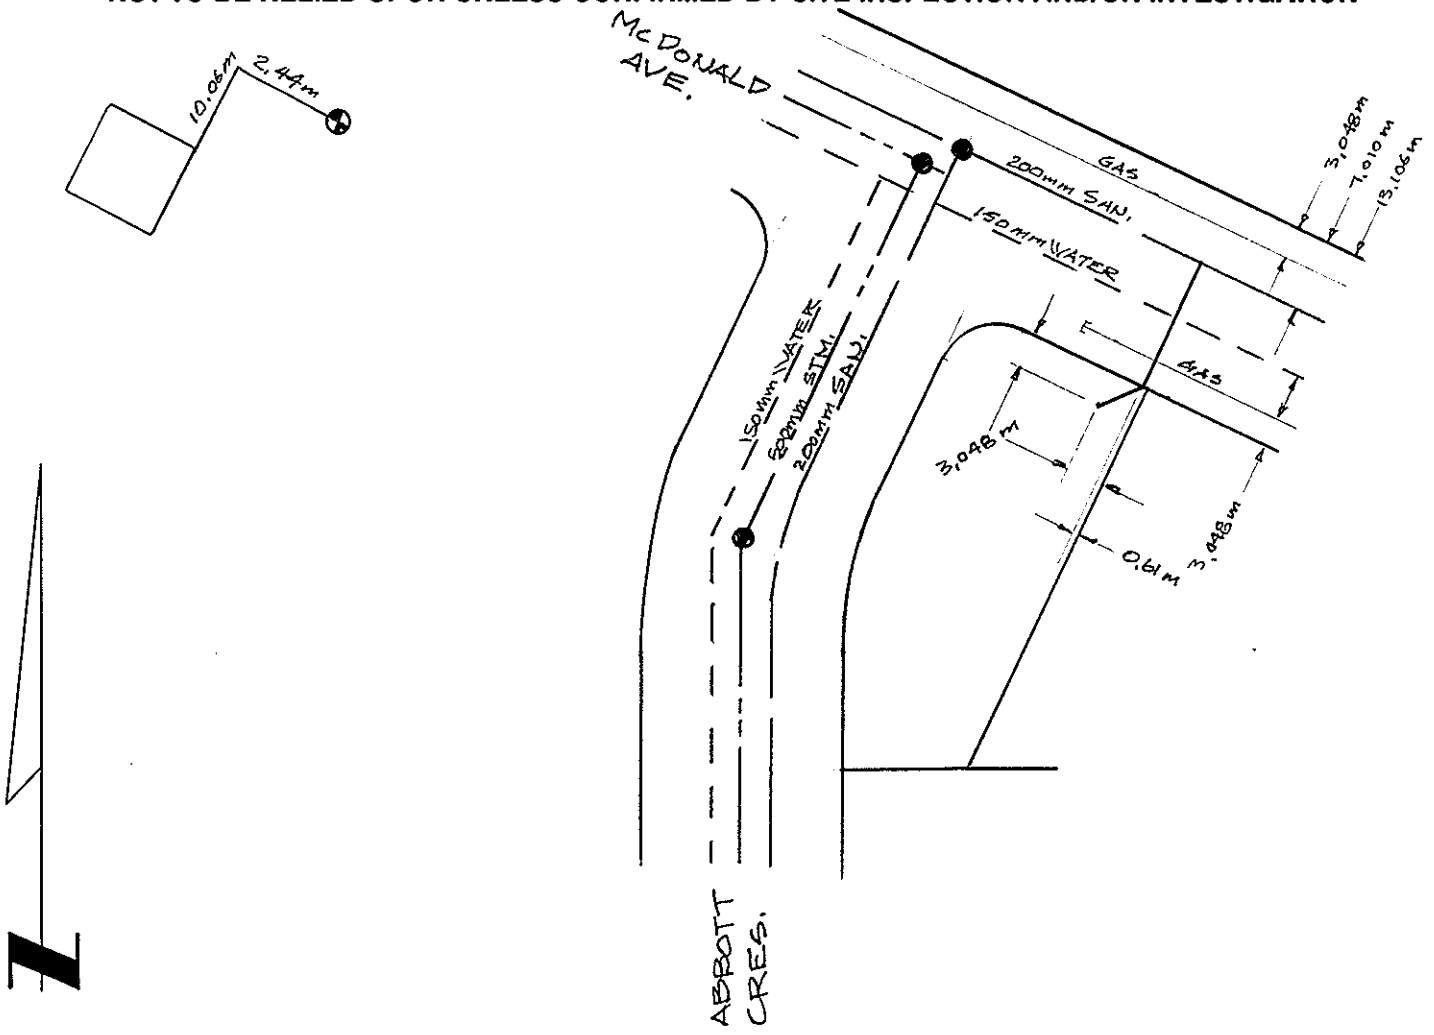 NOT TO BE RELIED UPON UNLESS CONFIRMED BY SITE INSPECTION AND/OR INVESTIGATION
McDONALD
AVE.
10.06m
2.44m
GAS
200mm SAN.
150mm WATER
3.048m
7.010m
13.106m
150mm WATER
STM.
200mm SAN.
GAS
3.048m
3.048m
0.61m
ABBOTT
CRES.
N